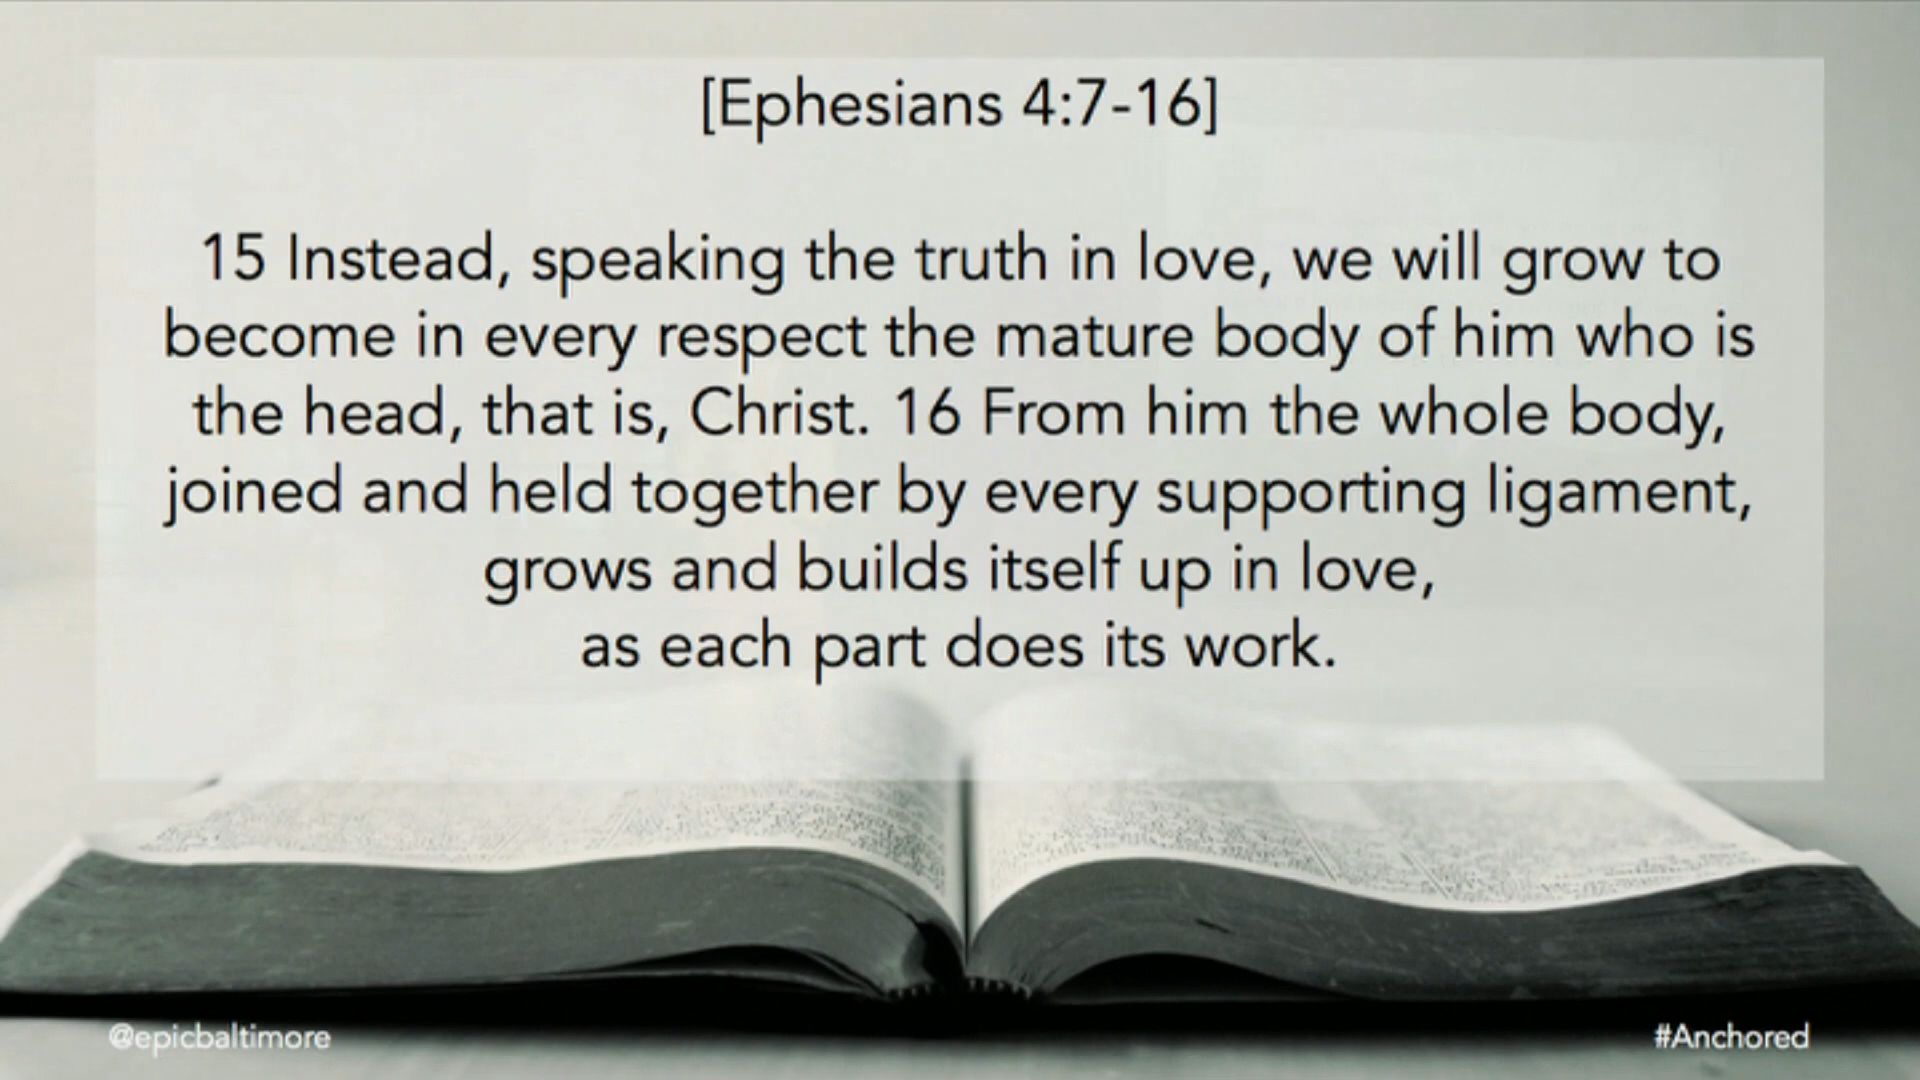 [Ephesians 4:7-16]
15 Instead, speaking the truth in love, we will grow to
become in every respect the mature body of him who is
the head, that is, Christ. 16 From him the whole body,
joined and held together by every supporting ligament,
grows and builds itself up in love,
as each part does its work.
@epicbaltimore
#Anchored